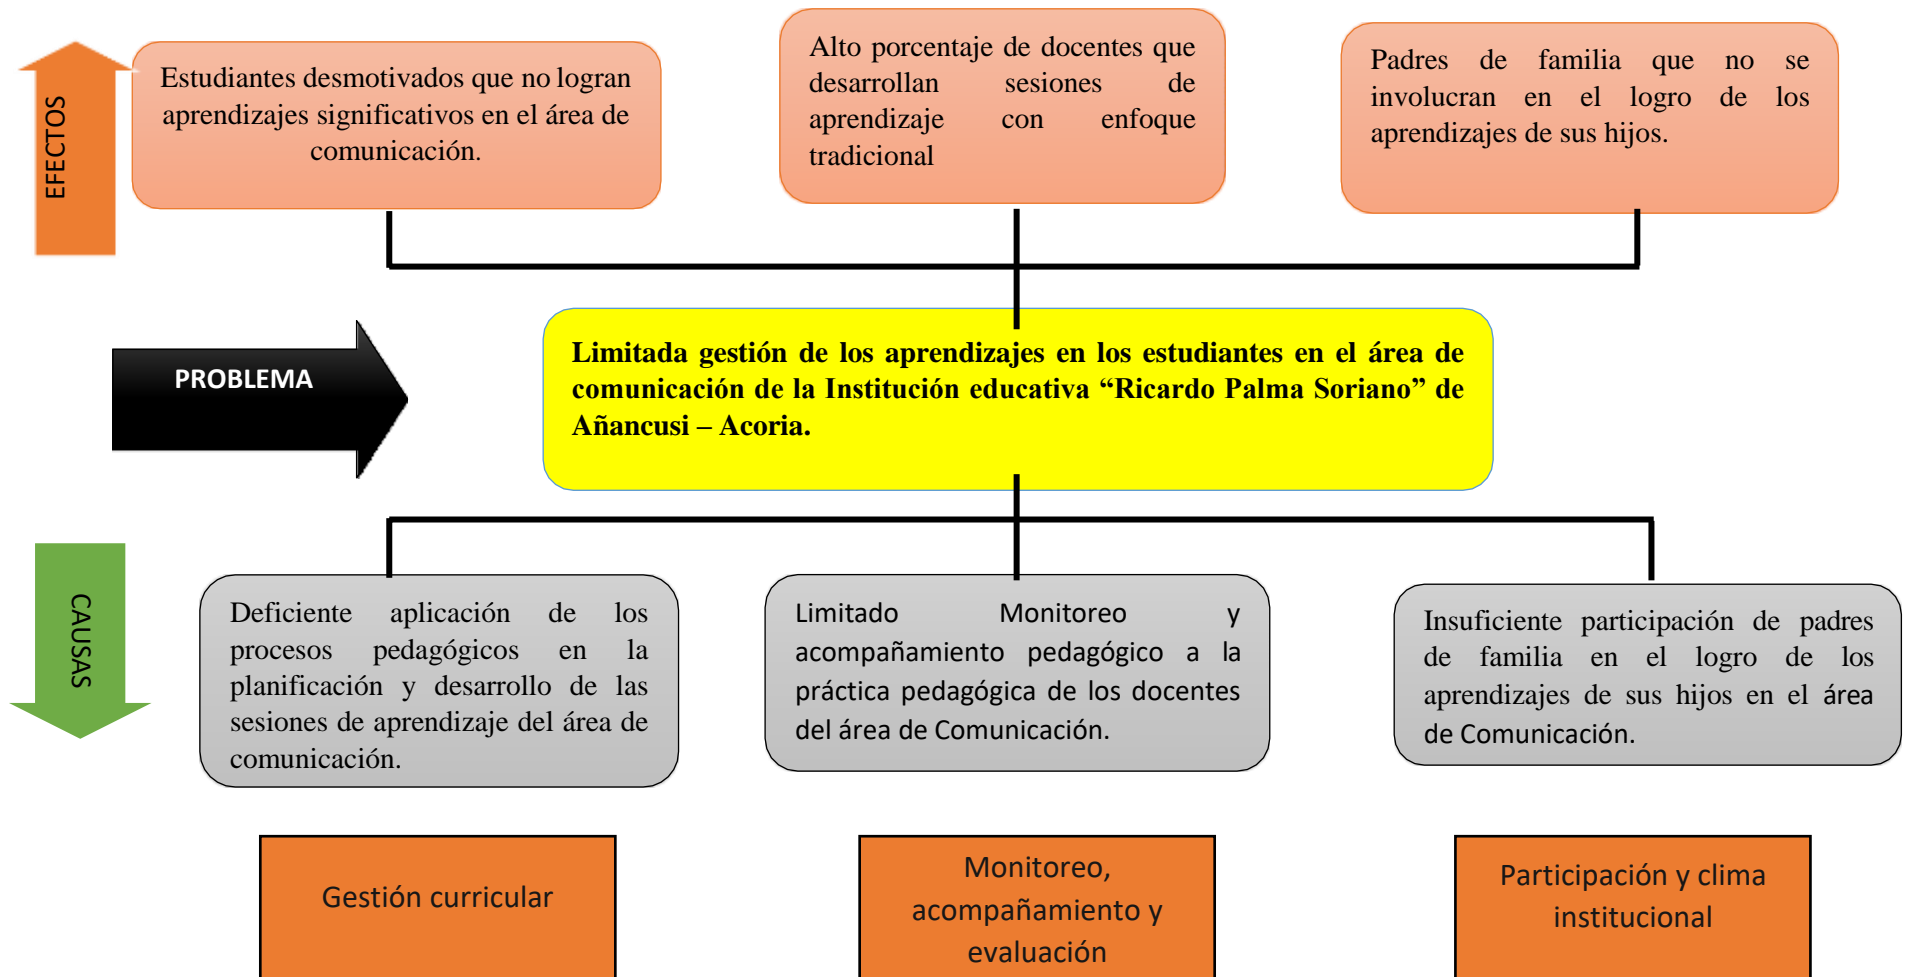 EFECTOS
Estudiantes desmotivados que no logran
aprendizajes significativos en el área de
comunicación.
Alto porcentaje de docentes que
desarrollan sesiones de
aprendizaje con enfoque
tradicional
Padres de familia que no se
involucran en el logro de los
aprendizajes de sus hijos.
PROBLEMA
Limitada gestión de los aprendizajes en los estudiantes en el área de
comunicación de la Institución educativa “Ricardo Palma Soriano” de
Añancusi – Acoria.
CAUSAS
Deficiente aplicación de los
procesos pedagógicos en la
planificación y desarrollo de las
sesiones de aprendizaje del área de
comunicación.
Limitado Monitoreo y
acompañamiento pedagógico a la
práctica pedagógica de los docentes
del área de Comunicación.
Insuficiente participación de padres
de familia en el logro de los
aprendizajes de sus hijos en el área
de Comunicación.
Gestión curricular
Monitoreo,
acompañamiento y
evaluación
Participación y clima
institucional